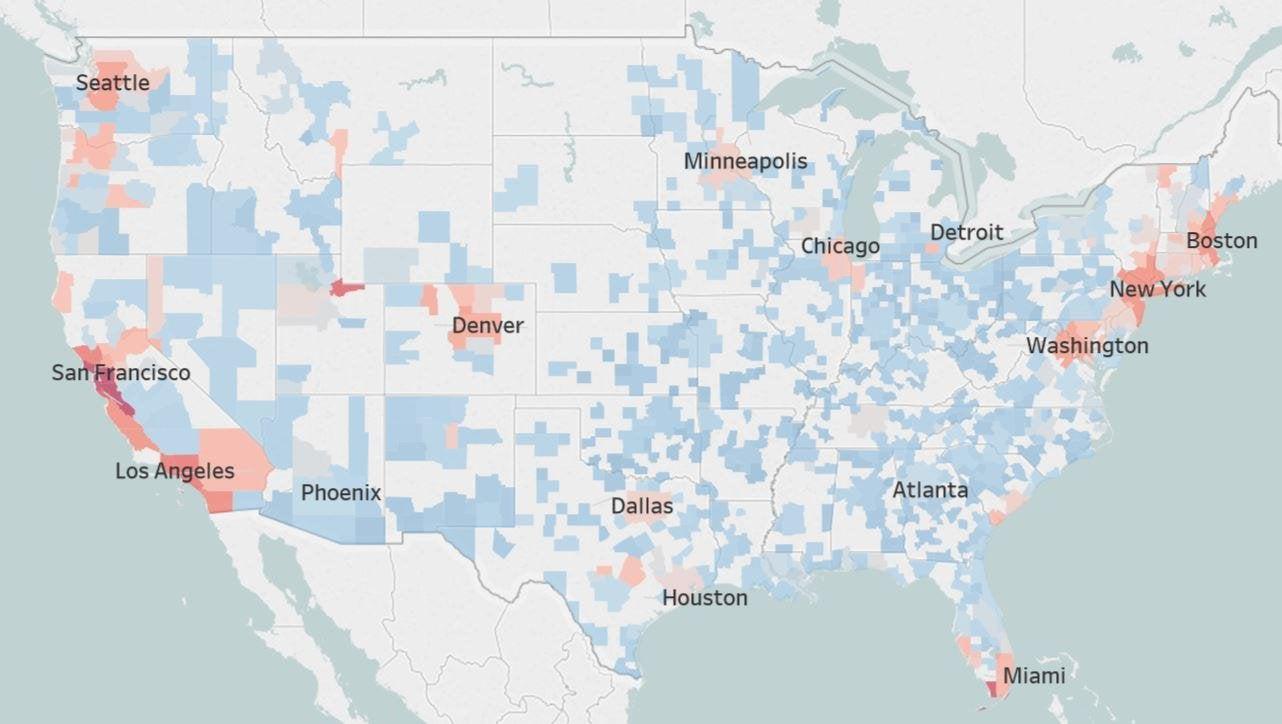 Seattle
Minneapolis
Detroit
Boston
Chicago
New York
Denver
Washington
San Francisco
Los Angeles
Phoenix
Atlanta
Dallas
Houston
Miami